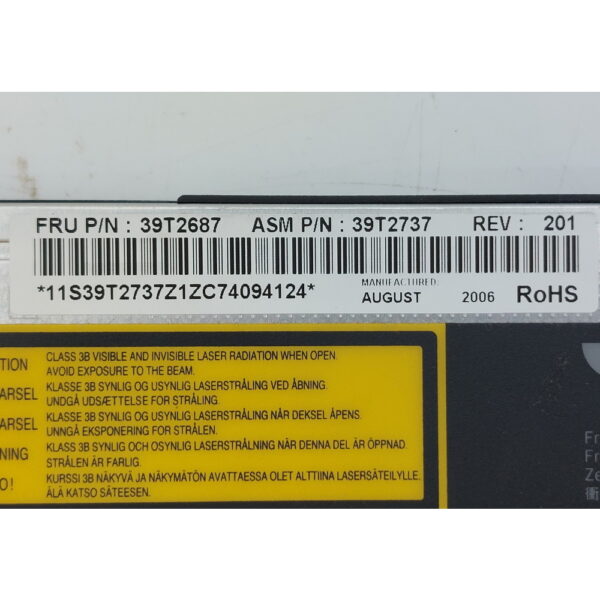 FRU P/N : 39T2687 ASM P/N : 39T2737 REV : 201
*11S39T2737Z1ZC74094124*
MANUFACTURED:
AUGUST 2006 RoHS
CLASS 3B VISIBLE AND INVISIBLE LASER RADIATION WHEN OPEN.
AVOID EXPOSURE TO THE BEAM.
KLASSE 3B SYNLIG OG USYNLIG LASERSTRÅLING VED ÅBNING.
UNDGÅ UDSÆTTELSE FOR STRÅLING.
KLASSE 3B SYNLIG OG USYNLIG LASERSTRÅLING NÅR DEKSEL ÅPENS.
UNNGÅ EKSPONERING FOR STRÅLEN.
KLASS 3B SYNLIG OCH OSYNLIG LASERSTRÅLNING NÄR DENNA DEL ÄR ÖPPNAD.
STRÅLEN ÄR FARLIG.
KURSSI 3B NÄKYVÄ JA NÄKYMÄTÖN AVATTAESSA OLET ALTTIINA LASERSÄTEILYLLE.
ÄLÄ KATSO SÄTEESEN.